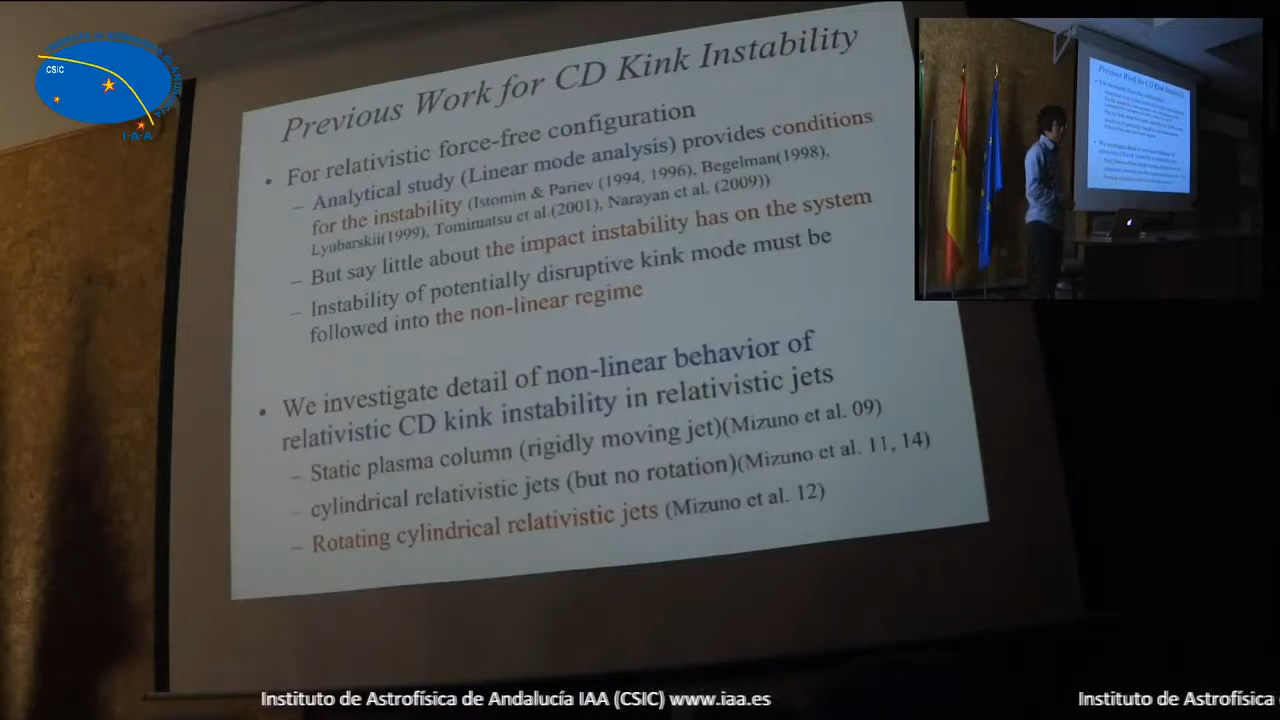 CSIC
I-A-A
Previous Work for CD Kink Instability
• For relativistic force-free configuration
– Analytical study (Linear mode analysis) provides conditions
for the instability (Istomin & Pariev (1994, 1996), Begelman(1998),
Lyubarskii(1999), Tomimatsu et al.(2001), Narayan et al. (2009))
– But say little about the impact instability has on the system
– Instability of potentially disruptive kink mode must be
followed into the non-linear regime
• We investigate detail of non-linear behavior of
relativistic CD kink instability in relativistic jets
– Static plasma column (rigidly moving jet)(Mizuno et al. 09)
– cylindrical relativistic jets (but no rotation)(Mizuno et al. 11, 14)
– Rotating cylindrical relativistic jets (Mizuno et al. 12)
Previous Work for CD Kink Instability
Instituto de Astrofísica de Andalucía IAA (CSIC) www.iaa.es
Instituto de Astrofísica